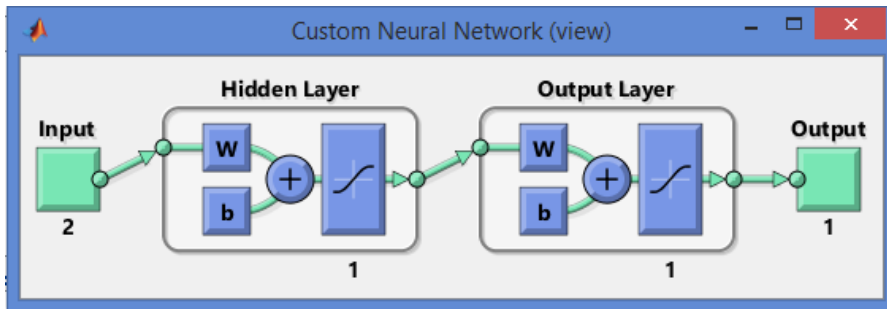 Custom Neural Network (view)
Hidden Layer
Output Layer
Input
Output
W
b
+
W
b
+
2
1
1
1